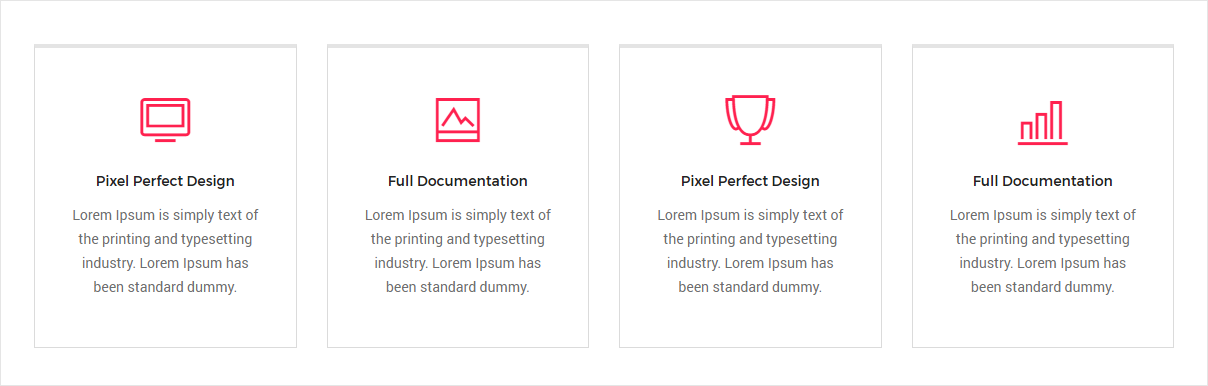 Pixel Perfect Design
Lorem Ipsum is simply text of
the printing and typesetting
industry. Lorem Ipsum has
been standard dummy.
Full Documentation
Lorem Ipsum is simply text of
the printing and typesetting
industry. Lorem Ipsum has
been standard dummy.
Pixel Perfect Design
Lorem Ipsum is simply text of
the printing and typesetting
industry. Lorem Ipsum has
been standard dummy.
Full Documentation
Lorem Ipsum is simply text of
the printing and typesetting
industry. Lorem Ipsum has
been standard dummy.